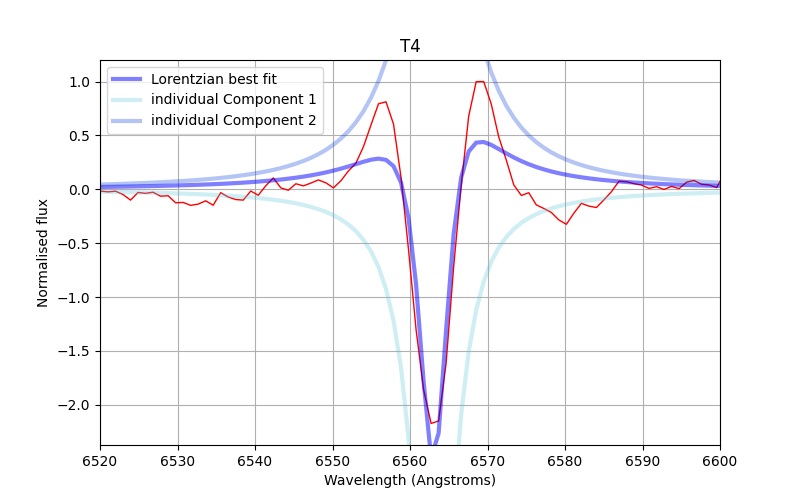 T4
Lorentzian best fit
individual Component 1
individual Component 2
1.0
0.5
0.0
−0.5
−1.0
−1.5
−2.0
Normalised flux
6520 6530 6540 6550 6560 6570 6580 6590 6600
Wavelength (Angstroms)